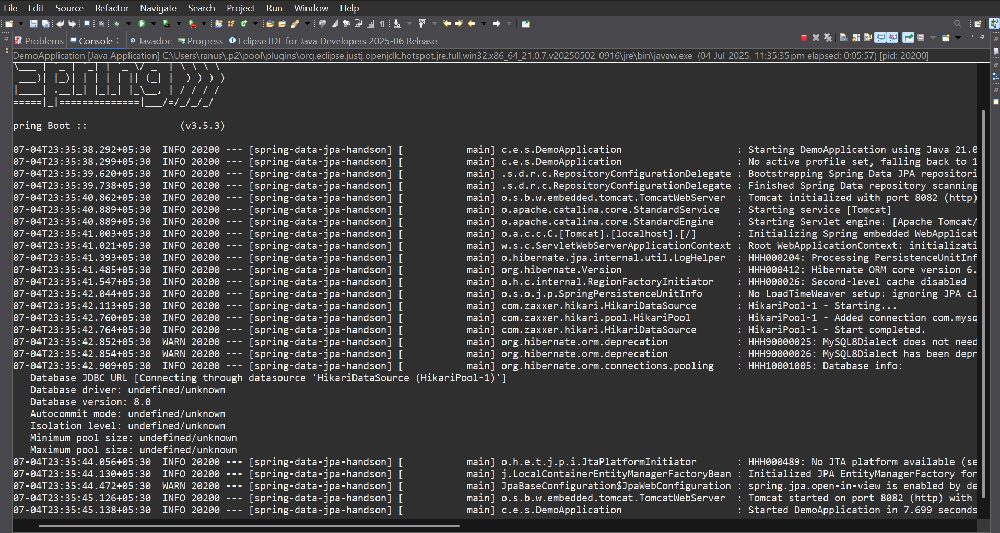 File Edit Source Refactor Navigate Search Project Run Window Help
Problems Console Javadoc Progress Eclipse IDE for Java Developers 2025-06 Release
DemoApplication [Java Application] C:\Users\ranus\.p2\pool\plugins\org.eclipse.justj.openjdk.hotspot.jre.full.win32.x86_64_21.0.7.v20250502-0916\jre\bin\javaw.exe (04-Jul-2025, 11:35:35 pm elapsed: 0:05:57) [pid: 20200]
\___ | '_ | '_| | '_ \/ _ | \ \ \ \
 ___)| |_)| | | | | || (_| |  ) ) ) )
|____| .__|_| |_|_| |_\__, | / / / /
=====|_|==============|___/=/_/_/_/
pring Boot :: (v3.5.3)
07-04T23:35:38.292+05:30 INFO 20200 --- [spring-data-jpa-handson] [ main] c.e.s.DemoApplication : Starting DemoApplication using Java 21.0
07-04T23:35:38.299+05:30 INFO 20200 --- [spring-data-jpa-handson] [ main] c.e.s.DemoApplication : No active profile set, falling back to 1
07-04T23:35:39.620+05:30 INFO 20200 --- [spring-data-jpa-handson] [ main] .s.d.r.c.RepositoryConfigurationDelegate : Bootstrapping Spring Data JPA repositori
07-04T23:35:39.738+05:30 INFO 20200 --- [spring-data-jpa-handson] [ main] .s.d.r.c.RepositoryConfigurationDelegate : Finished Spring Data repository scanning
07-04T23:35:40.862+05:30 INFO 20200 --- [spring-data-jpa-handson] [ main] o.s.b.w.embedded.tomcat.TomcatWebServer : Tomcat initialized with port 8082 (http)
07-04T23:35:40.889+05:30 INFO 20200 --- [spring-data-jpa-handson] [ main] o.apache.catalina.core.StandardService : Starting service [Tomcat]
07-04T23:35:40.889+05:30 INFO 20200 --- [spring-data-jpa-handson] [ main] o.apache.catalina.core.StandardEngine : Starting Servlet engine: [Apache Tomcat/
07-04T23:35:41.003+05:30 INFO 20200 --- [spring-data-jpa-handson] [ main] o.a.c.c.C.[Tomcat].[localhost].[/] : Initializing Spring embedded WebApplicat
07-04T23:35:41.021+05:30 INFO 20200 --- [spring-data-jpa-handson] [ main] w.s.c.ServletWebServerApplicationContext : Root WebApplicationContext: initializati
07-04T23:35:41.393+05:30 INFO 20200 --- [spring-data-jpa-handson] [ main] o.hibernate.jpa.internal.util.LogHelper : HHH000204: Processing PersistenceUnitInf
07-04T23:35:41.485+05:30 INFO 20200 --- [spring-data-jpa-handson] [ main] org.hibernate.Version : HHH000412: Hibernate ORM core version 6.
07-04T23:35:41.547+05:30 INFO 20200 --- [spring-data-jpa-handson] [ main] o.h.c.internal.RegionFactoryInitiator : HHH000026: Second-level cache disabled
07-04T23:35:42.044+05:30 INFO 20200 --- [spring-data-jpa-handson] [ main] o.s.o.j.p.SpringPersistenceUnitInfo : No LoadTimeWeaver setup: ignoring JPA cl
07-04T23:35:42.113+05:30 INFO 20200 --- [spring-data-jpa-handson] [ main] com.zaxxer.hikari.HikariDataSource : HikariPool-1 - Starting...
07-04T23:35:42.760+05:30 INFO 20200 --- [spring-data-jpa-handson] [ main] com.zaxxer.hikari.pool.HikariPool : HikariPool-1 - Added connection com.mysq
07-04T23:35:42.764+05:30 INFO 20200 --- [spring-data-jpa-handson] [ main] com.zaxxer.hikari.HikariDataSource : HikariPool-1 - Start completed.
07-04T23:35:42.852+05:30 WARN 20200 --- [spring-data-jpa-handson] [ main] org.hibernate.orm.deprecation : HHH90000025: MySQL8Dialect does not need
07-04T23:35:42.854+05:30 WARN 20200 --- [spring-data-jpa-handson] [ main] org.hibernate.orm.deprecation : HHH90000026: MySQL8Dialect has been depr
07-04T23:35:42.909+05:30 INFO 20200 --- [spring-data-jpa-handson] [ main] org.hibernate.orm.connections.pooling : HHH10001005: Database info:
Database JDBC URL [Connecting through datasource 'HikariDataSource (HikariPool-1)']
Database driver: undefined/unknown
Database version: 8.0
Autocommit mode: undefined/unknown
Isolation level: undefined/unknown
Minimum pool size: undefined/unknown
Maximum pool size: undefined/unknown
07-04T23:35:44.056+05:30 INFO 20200 --- [spring-data-jpa-handson] [ main] o.h.e.t.j.p.i.JtaPlatformInitiator : HHH000489: No JTA platform available (se
07-04T23:35:44.130+05:30 INFO 20200 --- [spring-data-jpa-handson] [ main] j.LocalContainerEntityManagerFactoryBean : Initialized JPA EntityManagerFactory for
07-04T23:35:44.472+05:30 WARN 20200 --- [spring-data-jpa-handson] [ main] JpaBaseConfiguration$JpaWebConfiguration : spring.jpa.open-in-view is enabled by de
07-04T23:35:45.126+05:30 INFO 20200 --- [spring-data-jpa-handson] [ main] o.s.b.w.embedded.tomcat.TomcatWebServer : Tomcat started on port 8082 (http) with
07-04T23:35:45.138+05:30 INFO 20200 --- [spring-data-jpa-handson] [ main] c.e.s.DemoApplication : Started DemoApplication in 7.699 seconds